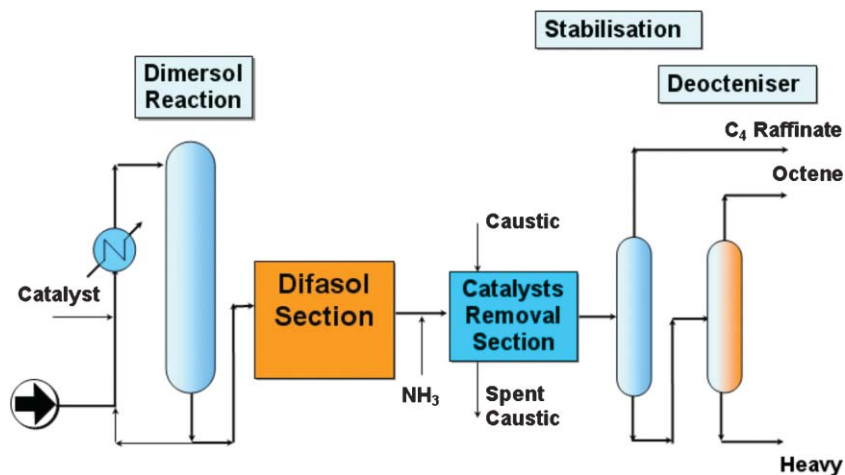 Stabilisation
Dimersol
Reaction
Deocteniser
C₄ Raffinate
Octene
Caustic
Catalyst
Difasol
Section
Catalysts
Removal
Section
NH₃
Spent
Caustic
Heavy